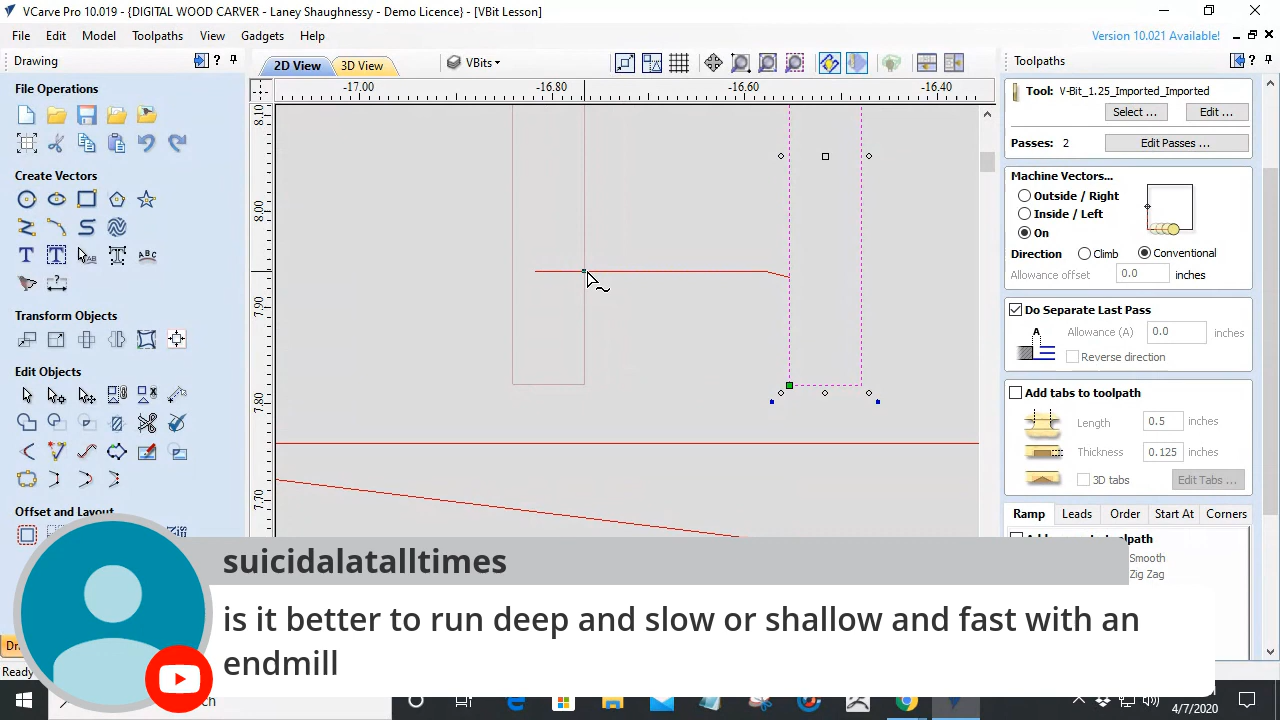 VCarve Pro 10.019 - {DIGITAL WOOD CARVER - Laney Shaughnessy - Demo Licence} - [VBit Lesson]
File Edit Model Toolpaths View Gadgets Help
Version 10.021 Available!
Drawing
?
2D View
3D View
VBits
Toolpaths
?
File Operations
Create Vectors
Transform Objects
Edit Objects
Offset and Layout
-17.00 -16.80 -16.60 -16.40
8.10
8.00
7.90
7.80
7.70
Tool: V-Bit_1.25_Imported_Imported
Select ... Edit ...
Passes: 2 Edit Passes ...
Machine Vectors...
Outside / Right
Inside / Left
On
Direction Climb Conventional
Allowance offset 0.0 inches
Do Separate Last Pass
A Allowance (A) 0.0 inches
Reverse direction
Add tabs to toolpath
Length 0.5 inches
Thickness 0.125 inches
3D tabs Edit Tabs ...
Ramp Leads Order Start At Corners
Smooth
Zig Zag
suicidalatalltimes
is it better to run deep and slow or shallow and fast with an
endmill
Ready
4/7/2020